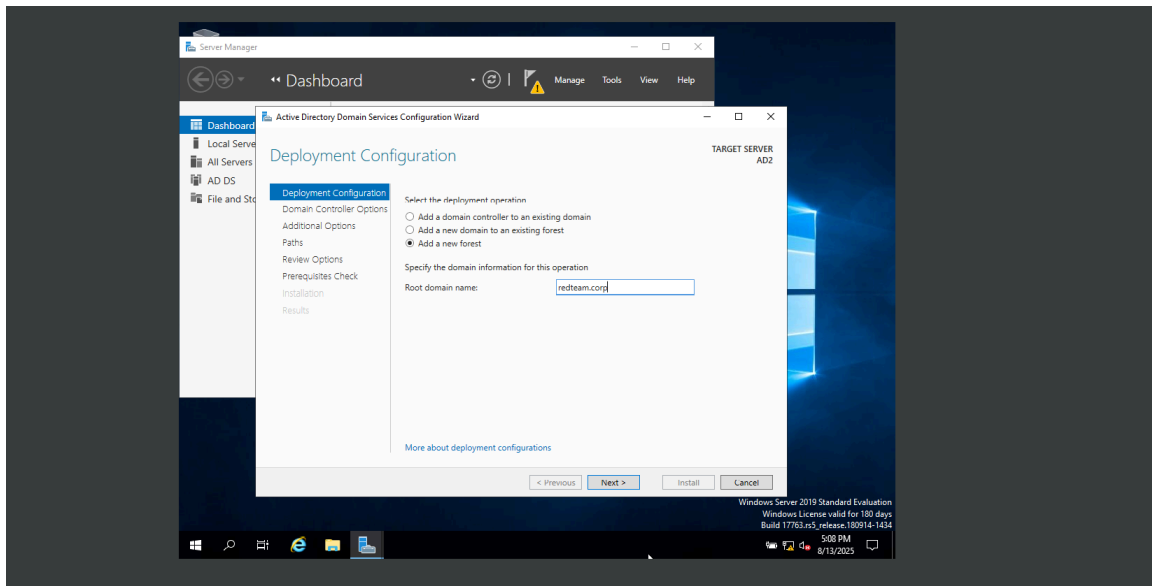 Server Manager
Dashboard
Manage Tools View Help
Dashboard
Local Serve
All Servers
AD DS
File and Sto
Active Directory Domain Services Configuration Wizard
Deployment Configuration
TARGET SERVER
AD2
Deployment Configuration
Domain Controller Options
Additional Options
Paths
Review Options
Prerequisites Check
Installation
Results
Select the deployment operation
Add a domain controller to an existing domain
Add a new domain to an existing forest
Add a new forest
Specify the domain information for this operation
Root domain name: redteam.corp
More about deployment configurations
< Previous Next > Install Cancel
Windows Server 2019 Standard Evaluation
Windows License valid for 180 days
Build 17763.rs5_release.180914-1434
5:08 PM
8/13/2025